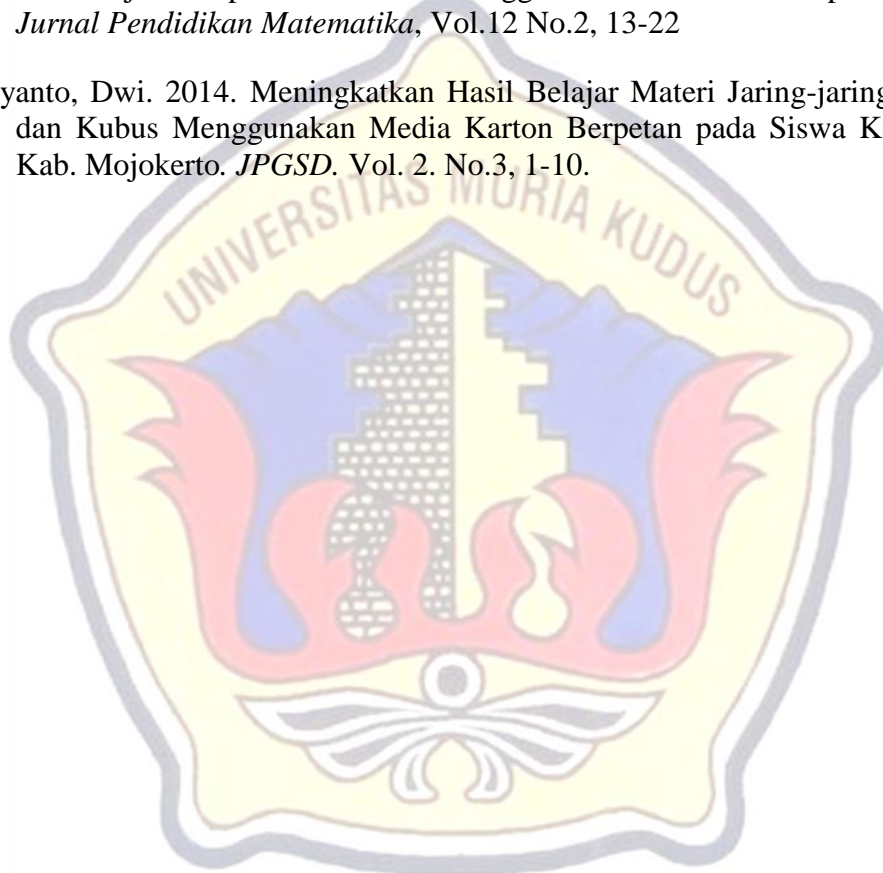 Jurnal Pendidikan Matematika, Vol.12 No.2, 13-22
yanto, Dwi. 2014. Meningkatkan Hasil Belajar Materi Jaring-jaring
dan Kubus Menggunakan Media Karton Berpetan pada Siswa K
Kab. Mojokerto. JPGSD. Vol. 2. No.3, 1-10.
UNIVERSITAS MURIA KUDUS